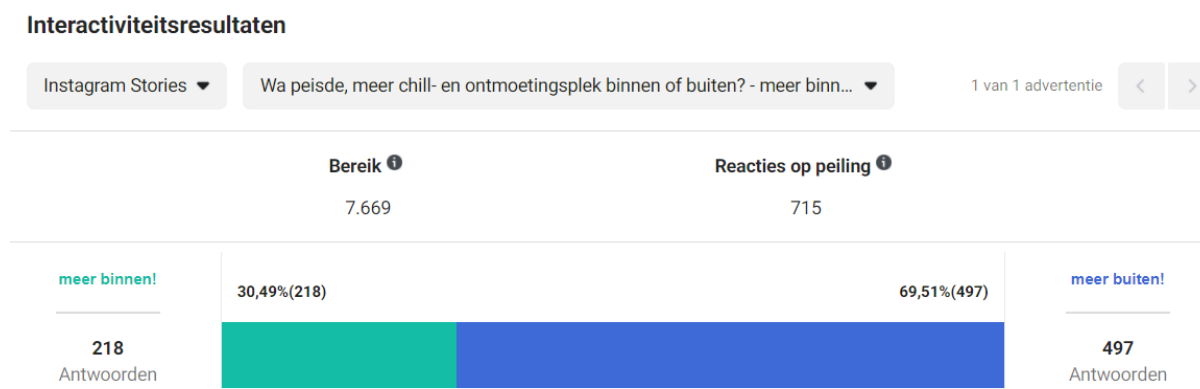 Interactiviteitsresultaten
Instagram Stories Wa peisde, meer chill- en ontmoetingsplek binnen of buiten? - meer binn... 1 van 1 advertentie
Bereik Reacties op peiling
7.669 715
meer binnen! 30,49%(218) 69,51%(497) meer buiten!
218 497
Antwoorden Antwoorden